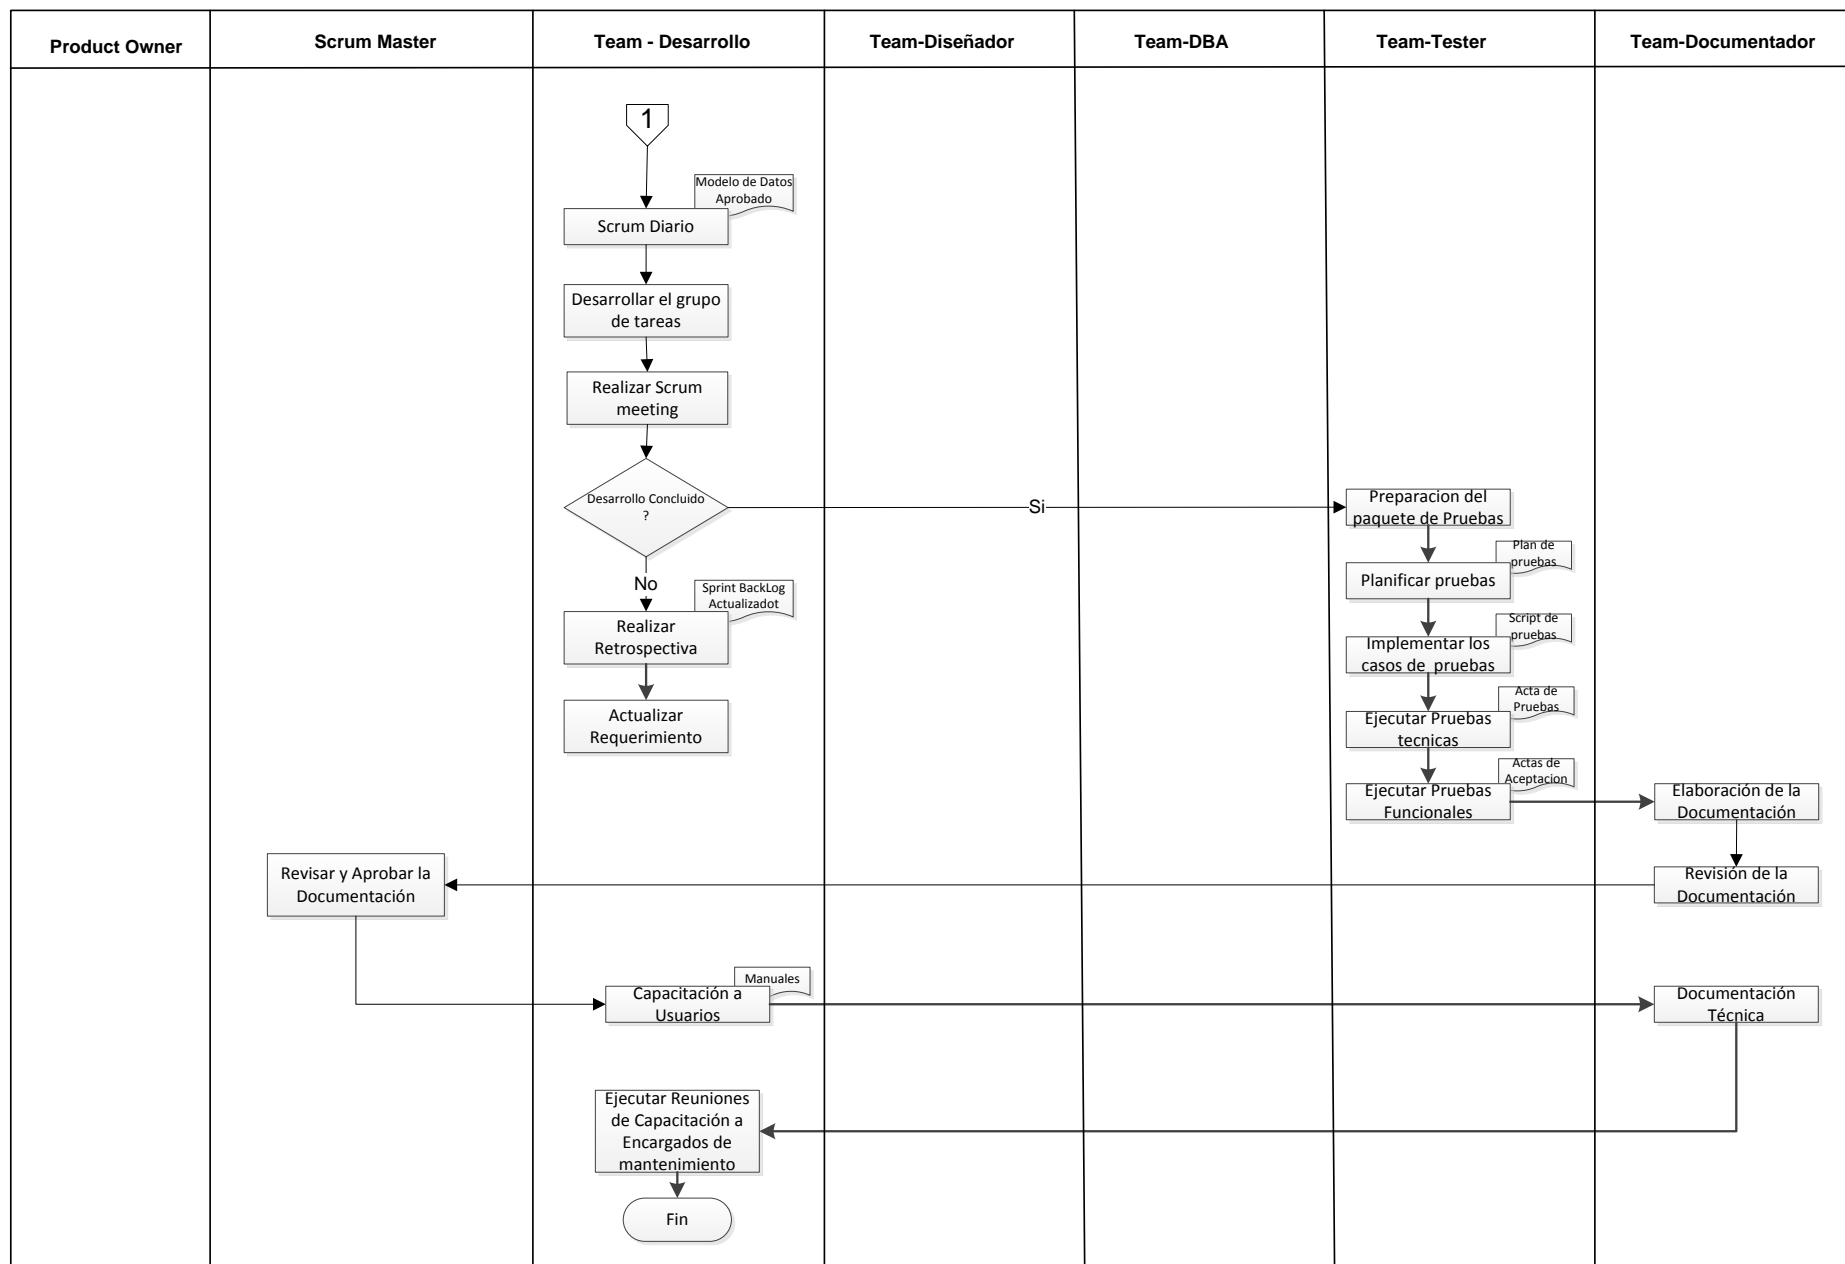 Product Owner
Scrum Master
Team - Desarrollo
Team-Diseñador
Team-DBA
Team-Tester
Team-Documentador
1
Modelo de Datos
Aprobado
Scrum Diario
Desarrollar el grupo
de tareas
Realizar Scrum
meeting
Desarrollo Concluido
?
Si
No
Sprint BackLog
Actualizadot
Realizar
Retrospectiva
Actualizar
Requerimiento
Preparacion del
paquete de Pruebas
Plan de
pruebas
Planificar pruebas
Script de
pruebas
Implementar los
casos de pruebas
Acta de
Pruebas
Ejecutar Pruebas
tecnicas
Actas de
Aceptacion
Ejecutar Pruebas
Funcionales
Elaboración de la
Documentación
Revisión de la
Documentación
Revisar y Aprobar la
Documentación
Manuales
Capacitación a
Usuarios
Documentación
Técnica
Ejecutar Reuniones
de Capacitación a
Encargados de
mantenimiento
Fin